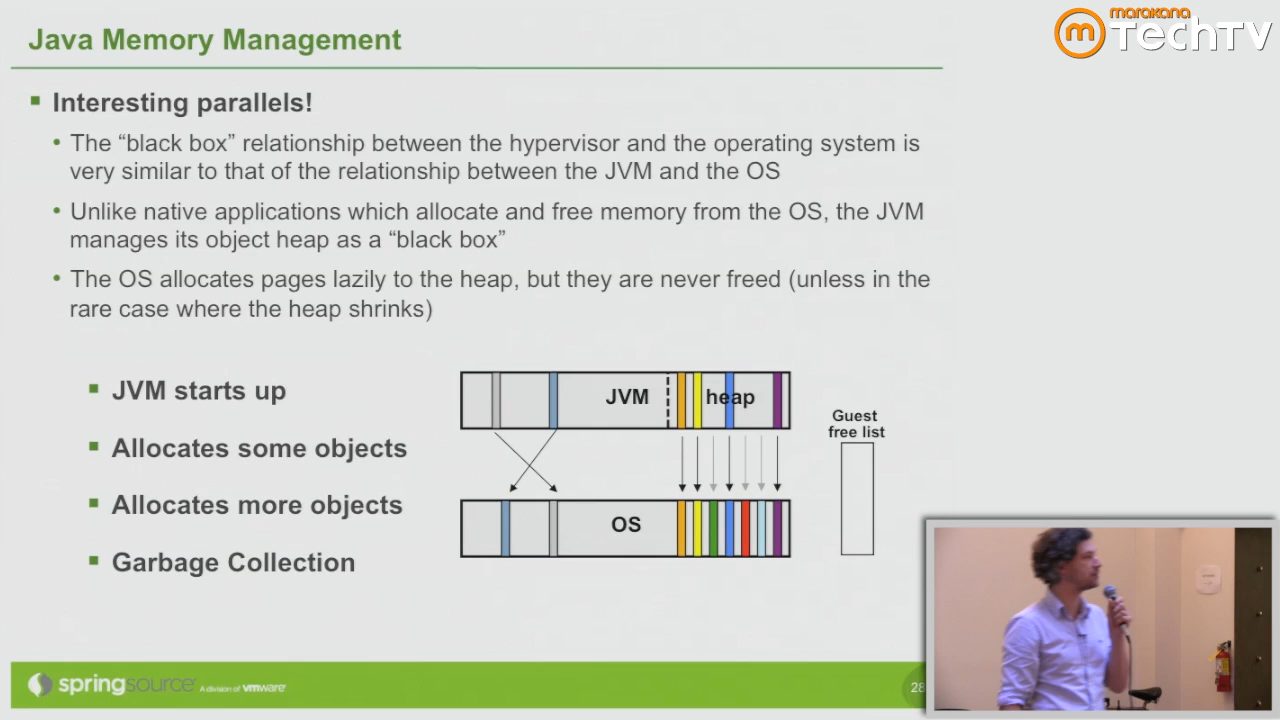 Java Memory Management
marakana
m TechTV
Interesting parallels!
The “black box” relationship between the hypervisor and the operating system is
very similar to that of the relationship between the JVM and the OS
Unlike native applications which allocate and free memory from the OS, the JVM
manages its object heap as a “black box”
The OS allocates pages lazily to the heap, but they are never freed (unless in the
rare case where the heap shrinks)
JVM starts up
Allocates some objects
Allocates more objects
Garbage Collection
JVM heap
OS
Guest
free list
springsource A division of vmware
28